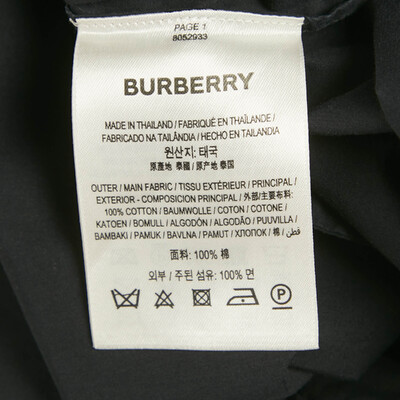 PAGE 1
8052933
BURBERRY
MADE IN THAILAND / FABRIQUÉ EN THAÏLANDE /
FABRICADO NA TAILÂNDIA / HECHO EN TAILANDIA
원산지: 태국
原產地 泰國 / 原产地 泰国
OUTER / MAIN FABRIC / TISSU EXTÉRIEUR / PRINCIPAL /
EXTERIOR - COMPOSICION PRINCIPAL / 外部/主要布料:
100% COTTON / BAUMWOLLE / COTON / COTONE /
KATOEN / BOMULL / ALGODÓN / ALGODÃO / PUUVILLA /
BAMBAKI / PAMUK / BAVLNA / PAMUT / ХЛОПОК / 棉 / قطن
面料: 100% 棉
외부 / 주된 섬유: 100% 면
P